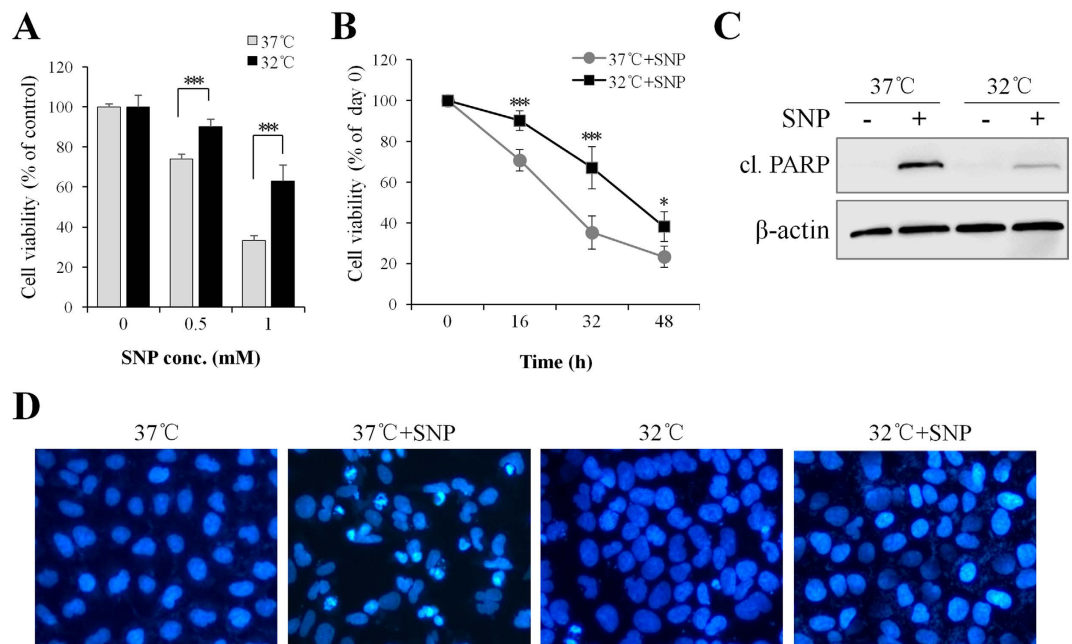 A
37℃
32℃
***
***
120
100
80
60
40
20
0
Cell viability (% of control)
0 0.5 1
SNP conc. (mM)
B
37℃+SNP
32℃+SNP
***
***
*
120
100
80
60
40
20
0
Cell viability (% of day 0)
0 16 32 48
Time (h)
C
37℃ 32℃
SNP - + - +
cl. PARP
β-actin
D
37℃ 37℃+SNP 32℃ 32℃+SNP